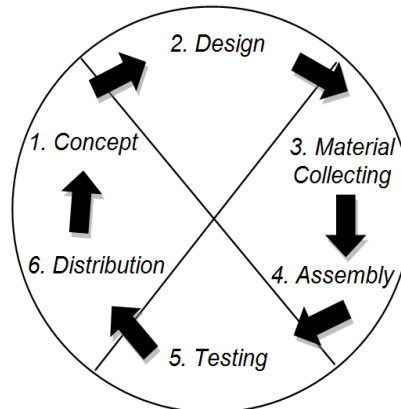 2. Design
1. Concept
3. Material
Collecting
6. Distribution
4. Assembly
5. Testing